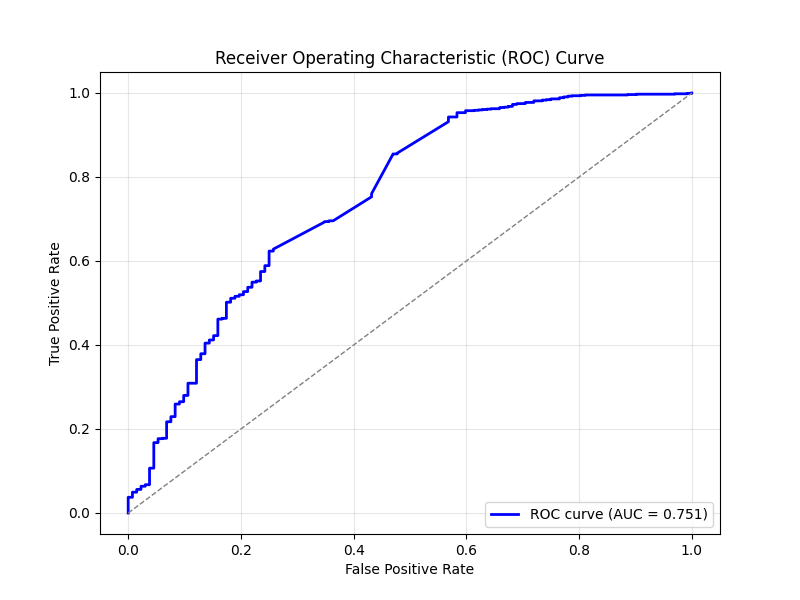 Receiver Operating Characteristic (ROC) Curve
True Positive Rate
1.0
0.8
0.6
0.4
0.2
0.0
0.0 0.2 0.4 0.6 0.8 1.0
False Positive Rate
ROC curve (AUC = 0.751)